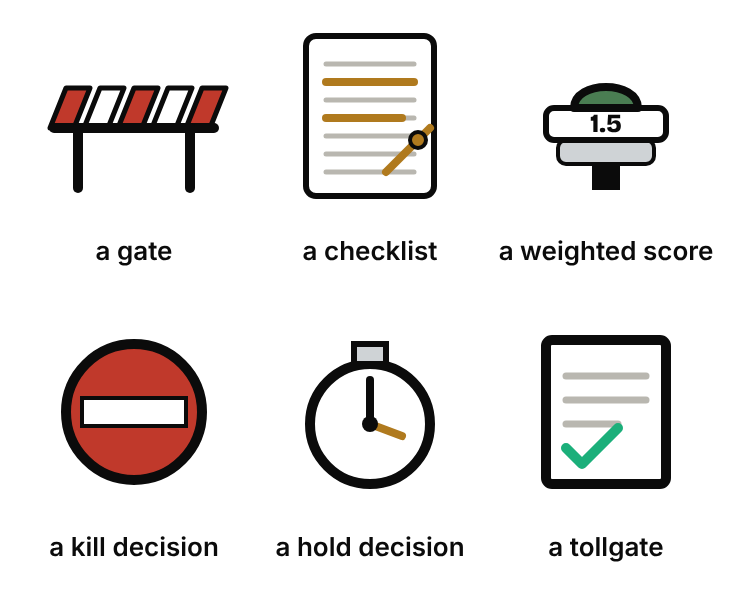 1.5
a gate
a checklist
a weighted score
a kill decision
a hold decision
a tollgate